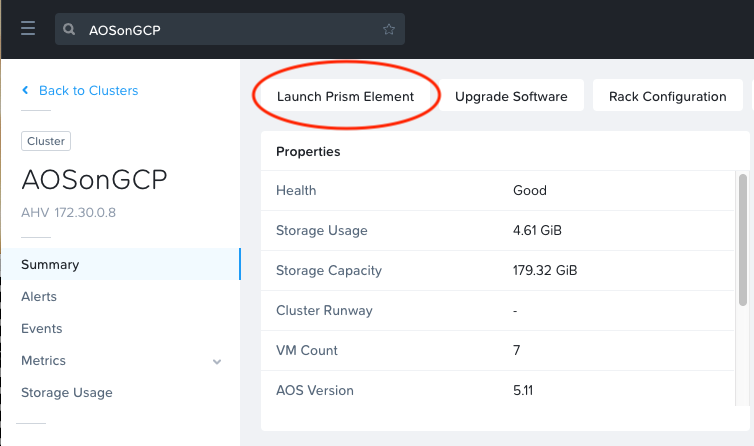 AOSonGCP
Back to Clusters
Cluster
AOSonGCP
AHV 172.30.0.8
Summary
Alerts
Events
Metrics
Storage Usage
Launch Prism Element
Upgrade Software
Rack Configuration
Properties
Health Good
Storage Usage 4.61 GiB
Storage Capacity 179.32 GiB
Cluster Runway -
VM Count 7
AOS Version 5.11